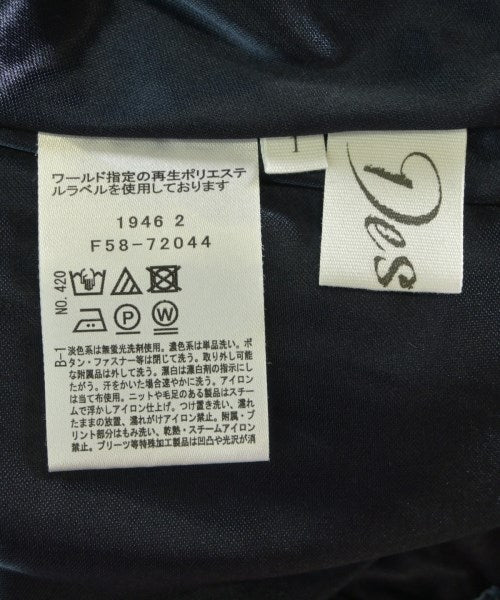 ワールド指定の再生ポリエステ
ルラベルを使用しております
1946 2
F58-72044
NO. 420
P
W
B-1
淡色系は無蛍光洗剤使用。濃色系は単品洗い。ボ
タン・ファスナー等は閉じて洗う。取り外し可能
な附属品は外して洗う。漂白は漂白剤の指示にし
たがう。汗をかいた場合速やかに洗う。アイロン
は当て布使用。ニットや毛足のある製品はスチー
ムで浮かしアイロン仕上げ。つけ置き洗い、濡れ
たままの放置、濡れがけアイロン禁止。附属・プ
リント部分はもみ洗い、乾熱・スチームアイロン
禁止。プリーツ等特殊加工製品は凹凸や光沢が消
Des